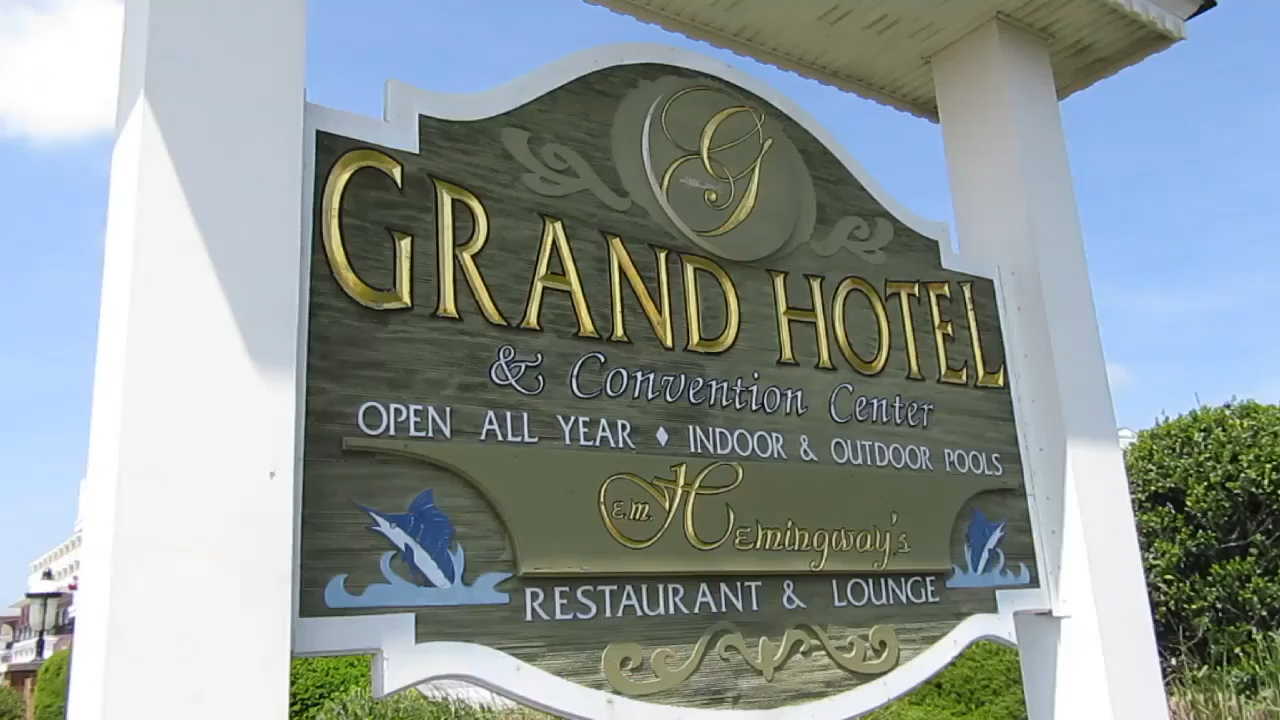 G
GRAND HOTEL
& Convention Center
OPEN ALL YEAR ♦ INDOOR & OUTDOOR POOLS
E.M. Hemingway's
RESTAURANT & LOUNGE